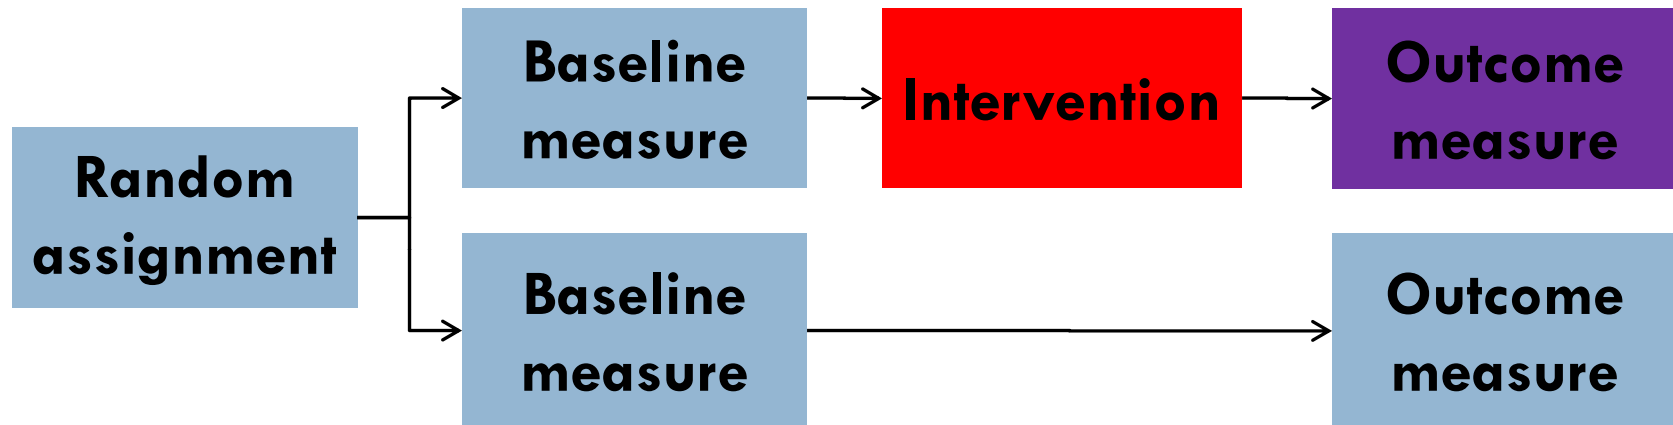 Random
assignment
Baseline
measure
Intervention
Outcome
measure
Baseline
measure
Outcome
measure